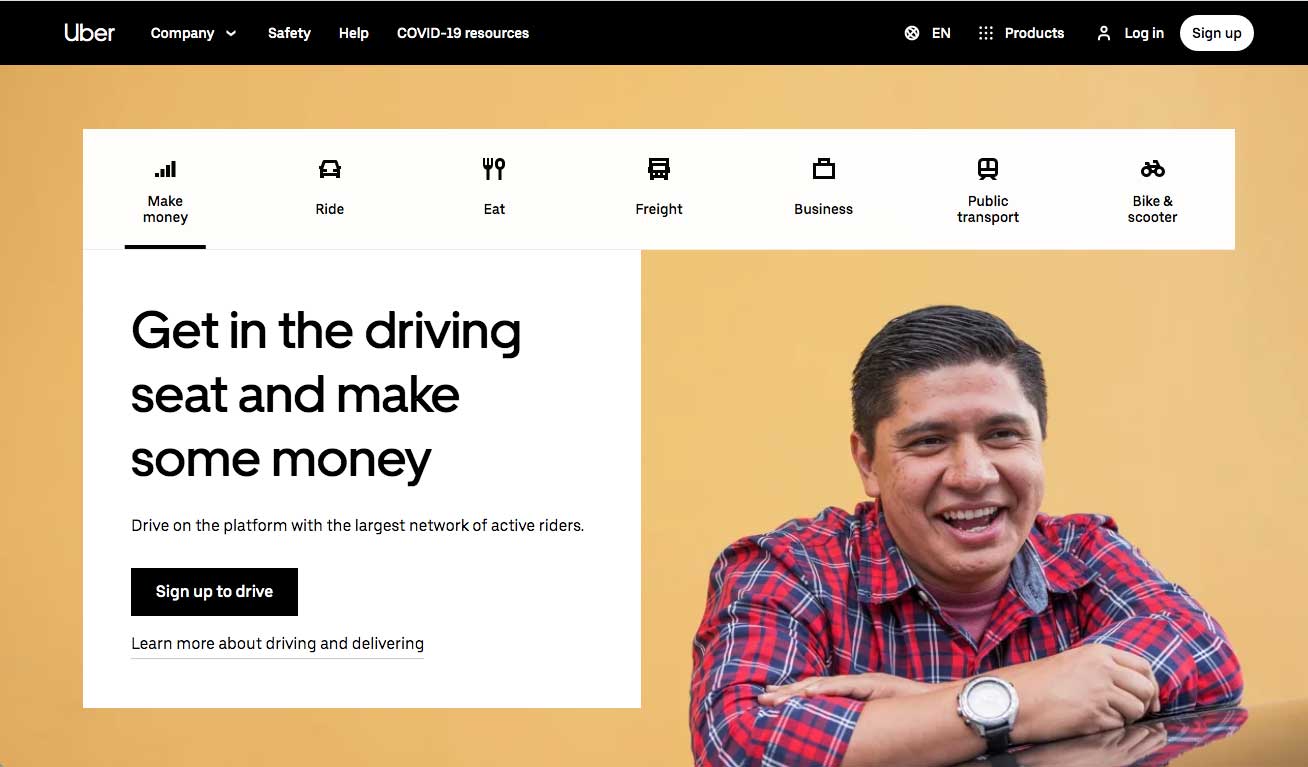 Uber Company Safety Help COVID-19 resources EN Products Log in Sign up
Make money
Ride
Eat
Freight
Business
Public transport
Bike & scooter
Get in the driving
seat and make
some money
Drive on the platform with the largest network of active riders.
Sign up to drive
Learn more about driving and delivering